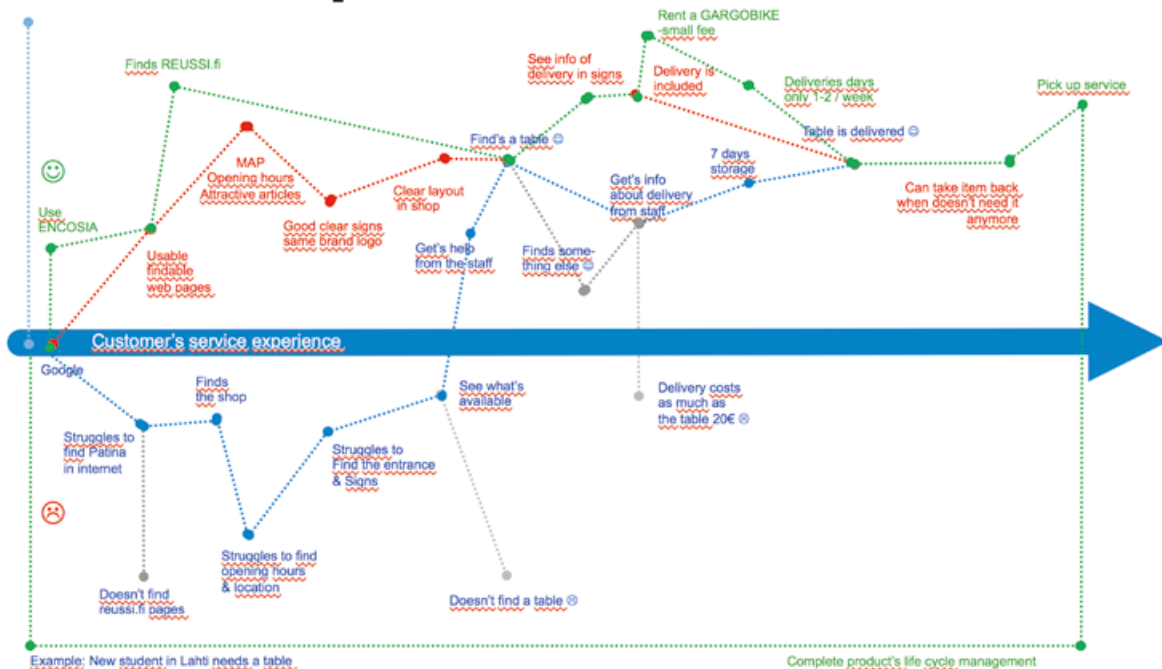 Rent a GARGOBIKE
-small fee
Finds REUSSI.fi
See info of
delivery in signs
Delivery is
included
Deliveries days
only 1-2 / week
Pick up service
Find's a table ☺
Table is delivered ☺
MAP
Opening hours
Attractive articles
7 days
storage
Clear layout
in shop
Get's info
about delivery
from staff
Can take item back
when doesn't need it
anymore
Use
ENCOSIA
Good clear signs
same brand logo
Usable
findable
web pages
Get's help
from the staff
Finds some-
thing else ☺
Customer's service experience
Google
Finds
the shop
See what's
available
Delivery costs
as much as
the table 20€ ☹
Struggles to
find Patina
in internet
Struggles to
Find the entrance
& Signs
Struggles to find
opening hours
& location
Doesn't find
reussi.fi pages
Doesn't find a table ☹
Example: New student in Lahti needs a table
Complete product's life cycle management